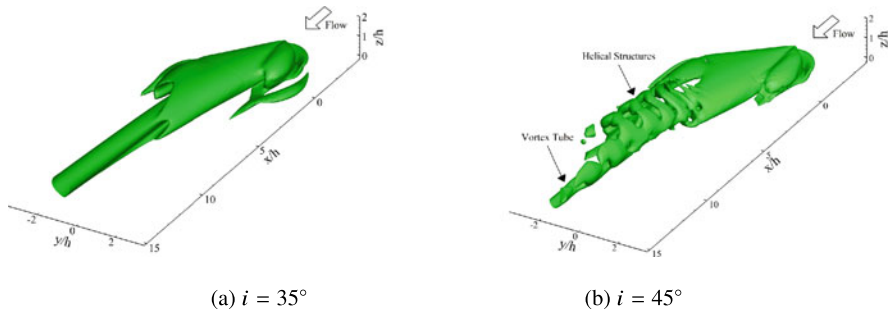 Flow
2
1
0
z/h
0
5
x/h
10
15
-2
0
2
y/h
(a) i = 35°
Helical Structures
Vortex Tube
Flow
2
1
0
z/h
0
5
x/h
10
15
-2
0
2
y/h
(b) i = 45°